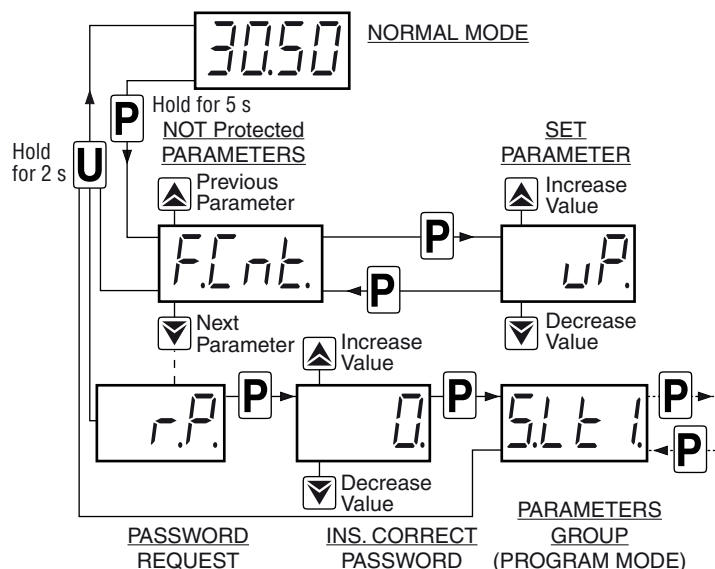 30.50
NORMAL MODE
P
Hold for 5 s
Hold
for 2 s
U
NOT Protected
PARAMETERS
SET
PARAMETER
Previous
Parameter
Increase
Value
F.Cnt.
P
P
uP.
Next
Parameter
Decrease
Value
Increase
Value
r.P.
P
0.
P
S.Lt1.
P
P
Decrease
Value
PASSWORD
REQUEST
INS. CORRECT
PASSWORD
PARAMETERS
GROUP
(PROGRAM MODE)